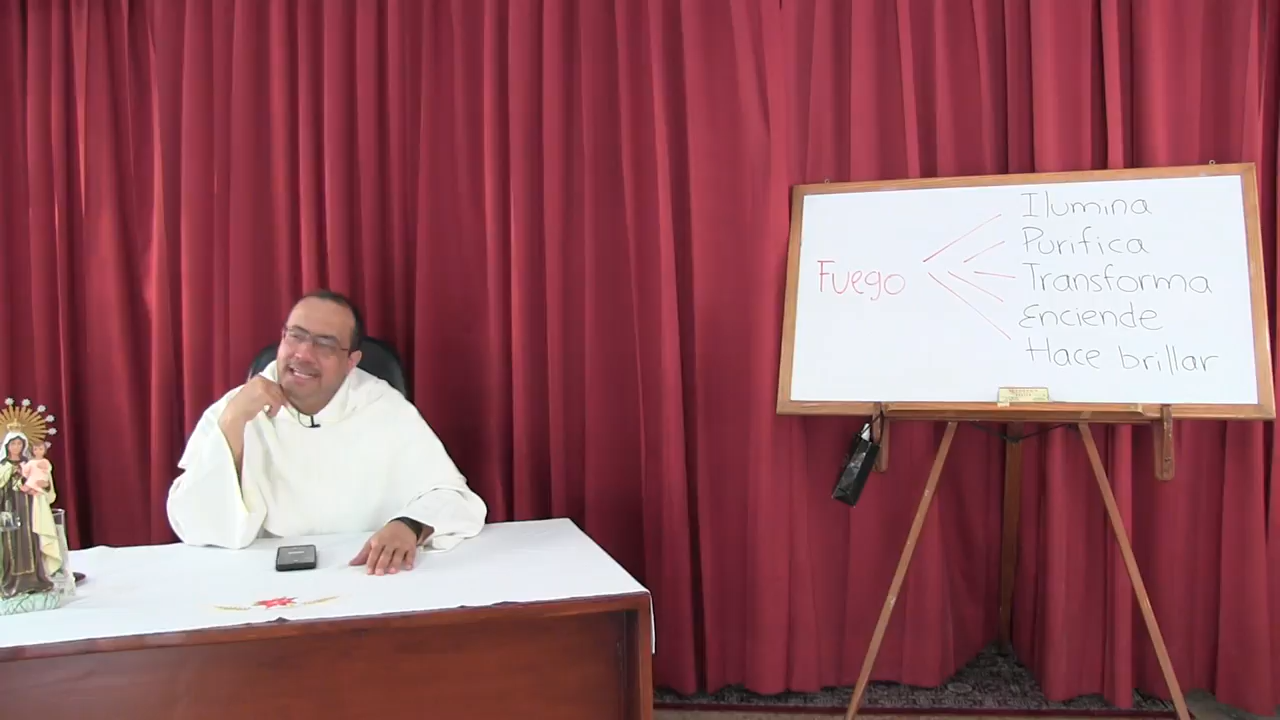 Fuego
Ilumina
Purifica
Transforma
Enciende
Hace brillar